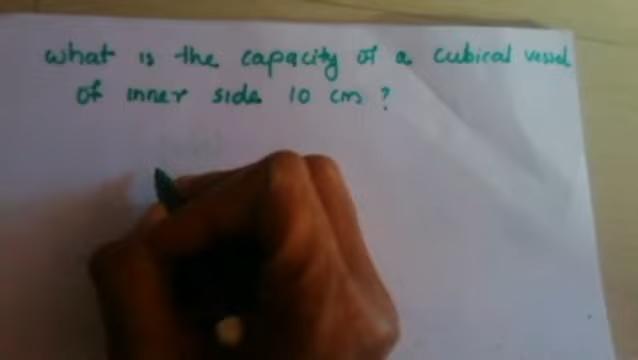 what is the capacity of a cubical vessel
of inner side 10 cm ?